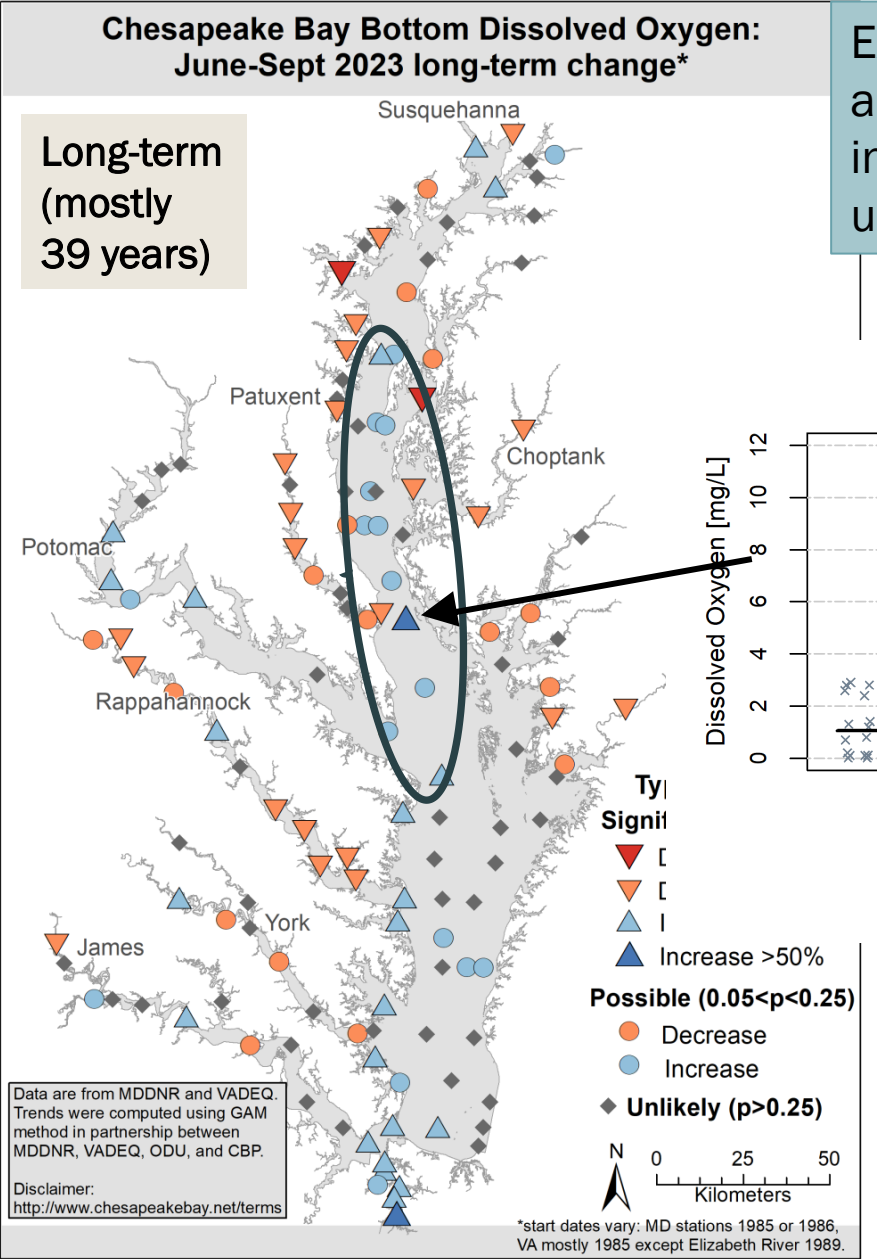 Chesapeake Bay Bottom Dissolved Oxygen:
June-Sept 2023 long-term change*
E
a
in
u
Long-term
(mostly
39 years)
Susquehanna
Patuxent
Choptank
Potomac
Rappahannock
York
James
Dissolved Oxygen [mg/L]
12
10
8
6
4
2
0
Ty
Signif
D
D
I
Increase >50%
Possible (0.05<p<0.25)
Decrease
Increase
Unlikely (p>0.25)
N
0 25 50
Kilometers
Data are from MDDNR and VADEQ.
Trends were computed using GAM
method in partnership between
MDDNR, VADEQ, ODU, and CBP.
Disclaimer:
http://www.chesapeakebay.net/terms
*start dates vary: MD stations 1985 or 1986,
VA mostly 1985 except Elizabeth River 1989.